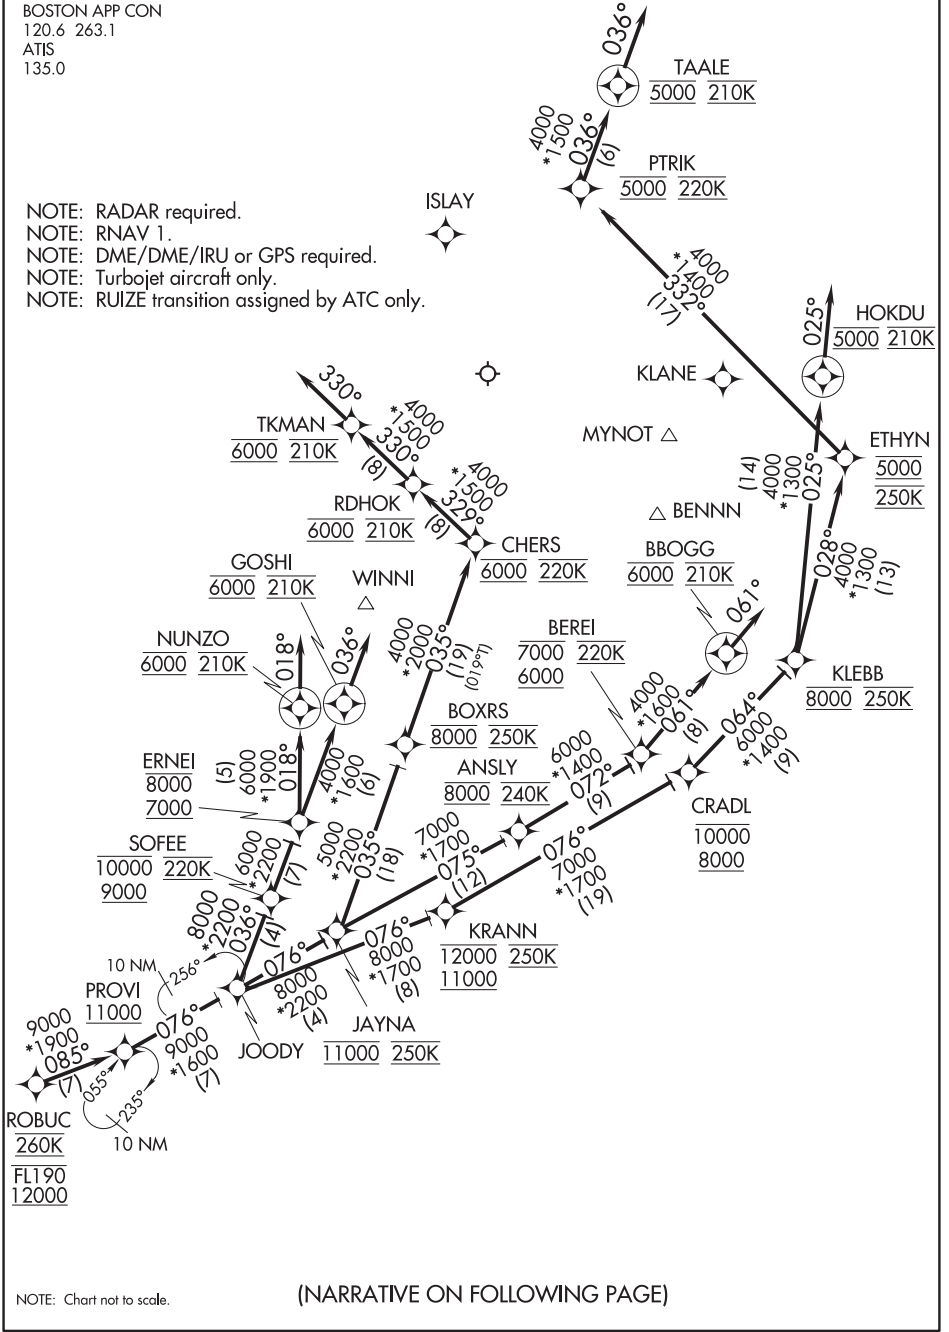 BOSTON APP CON
120.6 263.1
ATIS
135.0
036°
TAALE
5000 210K
4000
*1500
036°
(6)
PTRIK
5000 220K
ISLAY
NOTE: RADAR required.
NOTE: RNAV 1.
NOTE: DME/DME/IRU or GPS required.
NOTE: Turbojet aircraft only.
NOTE: RUIZE transition assigned by ATC only.
4000
*1400
332°
(17)
025°
HOKDU
5000 210K
KLANE
330°
TKMAN
6000 210K
4000
*1500
330°
(8)
MYNOT
ETHYN
5000
250K
(14)
4000
*1300
025°
4000
*1500
329°
(8)
RDHOK
6000 210K
BENNN
CHERS
6000 220K
BBOGG
6000 210K
028°
4000
*1300
(13)
GOSHI
6000 210K
WINNI
061°
NUNZO
6000 210K
018°
036°
4000
*2000
035°
(19)
(019°T)
BEREI
7000 220K
6000
KLEBB
8000 250K
4000
*1600
061°
(8)
064°
6000
*1400
(9)
BOXRS
8000 250K
ERNEI
8000
7000
(5)
6000
*1900
018°
4000
*1600
(6)
ANSLY
8000 240K
6000
*1400
072°
(9)
CRADL
10000
8000
SOFEE
10000 220K
9000
6000
*2200
(7)
5000
*2200
035°
(18)
7000
*1700
075°
(12)
076°
7000
*1700
(19)
8000
*2200
036°
(4)
KRANN
12000 250K
11000
076°
8000
*1700
(8)
076°
8000
*2200
(4)
10 NM
256°
PROVI
11000
JAYNA
11000 250K
JOODY
9000
*1900
085°
(7)
076°
9000
*1600
(7)
055°
235°
10 NM
ROBUC
260K
FL190
12000
NOTE: Chart not to scale.
(NARRATIVE ON FOLLOWING PAGE)